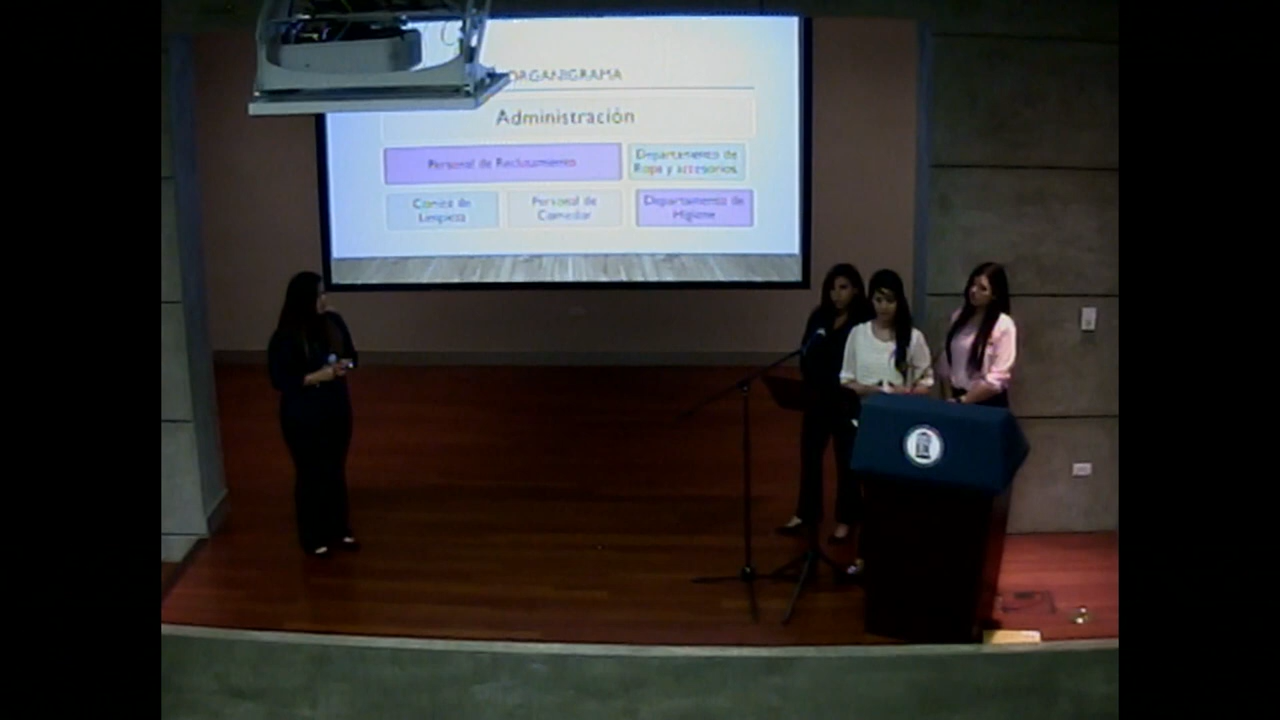 ORGANIGRAMA
Administración
Personal de Reclutamiento
Departamento de
Ropa y accesorios
Comité de
Limpieza
Personal de
Comedor
Departamento de
Higiene